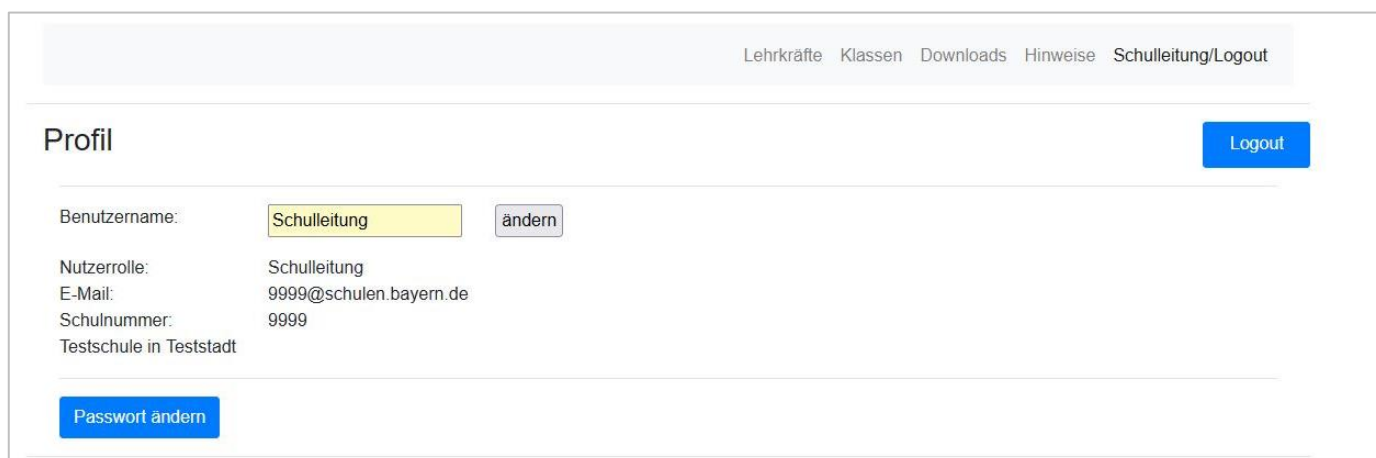 Lehrkräfte Klassen Downloads Hinweise Schulleitung/Logout
Profil
Logout
Benutzername: Schulleitung ändern
Nutzerrolle: Schulleitung
E-Mail: 9999@schulen.bayern.de
Schulnummer: 9999
Testschule in Teststadt
Passwort ändern